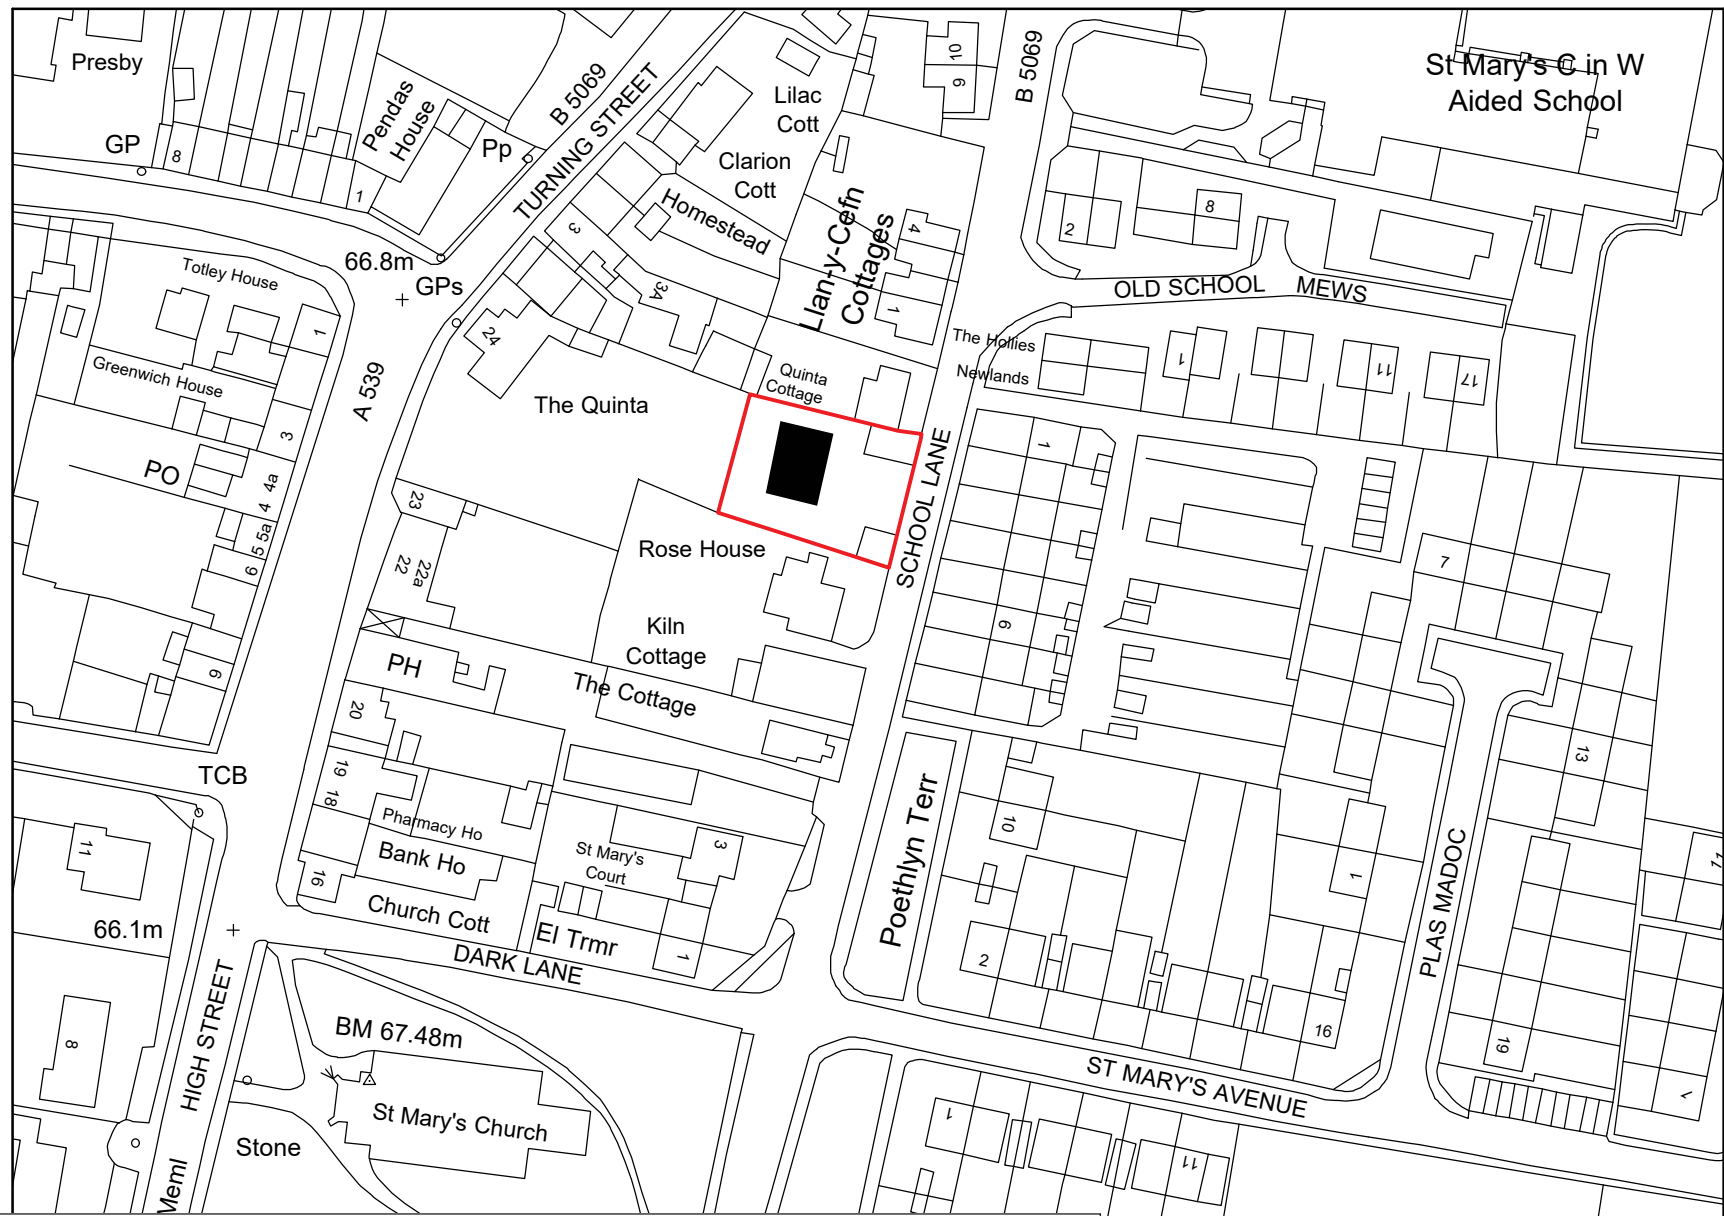 Presby
GP
8
1
Pendas
House
Pp
B 5069
TURNING STREET
Lilac
Cott
Clarion
Cott
Homestead
10
9
B 5069
St Mary's C in W
Aided School
Llan-y-Cefn
Cottages
4
1
2
8
OLD SCHOOL MEWS
66.8m
GPs
Totley House
1
Greenwich House
3
A 539
24
3
3A
The Quinta
Quinta
Cottage
The Hollies
Newlands
1
11
17
PO
4a
4
5a
5
6
9
23
22a
22
Rose House
Kiln
Cottage
The Cottage
SCHOOL LANE
1
6
7
13
PH
20
19
18
TCB
Pharmacy Ho
Bank Ho
16
Church Cott
St Mary's
Court
3
El Trmr
1
DARK LANE
Poethlyn Terr
10
2
16
1
PLAS MADOC
19
11
1
11
66.1m
8
HIGH STREET
BM 67.48m
St Mary's Church
Stone
Meml
ST MARY'S AVENUE
1
11